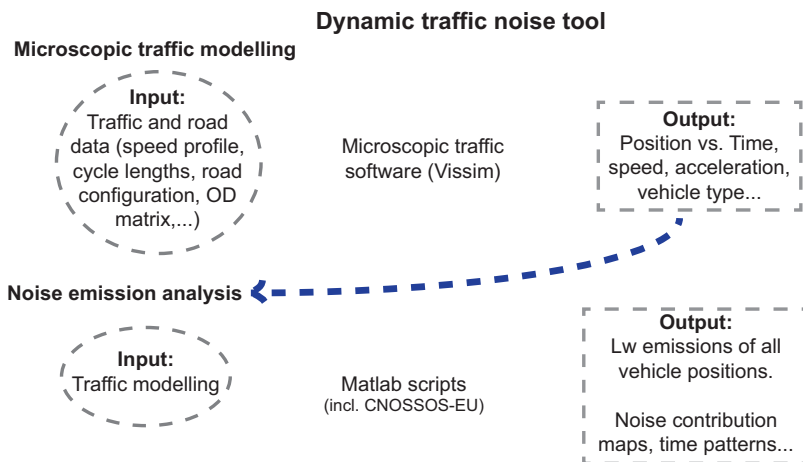 Dynamic traffic noise tool
Microscopic traffic modelling
Input:
Traffic and road
data (speed profile,
cycle lengths, road
configuration, OD
matrix,...)
Microscopic traffic
software (Vissim)
Output:
Position vs. Time,
speed, acceleration,
vehicle type...
Noise emission analysis
Input:
Traffic modelling
Matlab scripts
(incl. CNOSSOS-EU)
Output:
Lw emissions of all
vehicle positions.
Noise contribution
maps, time patterns...